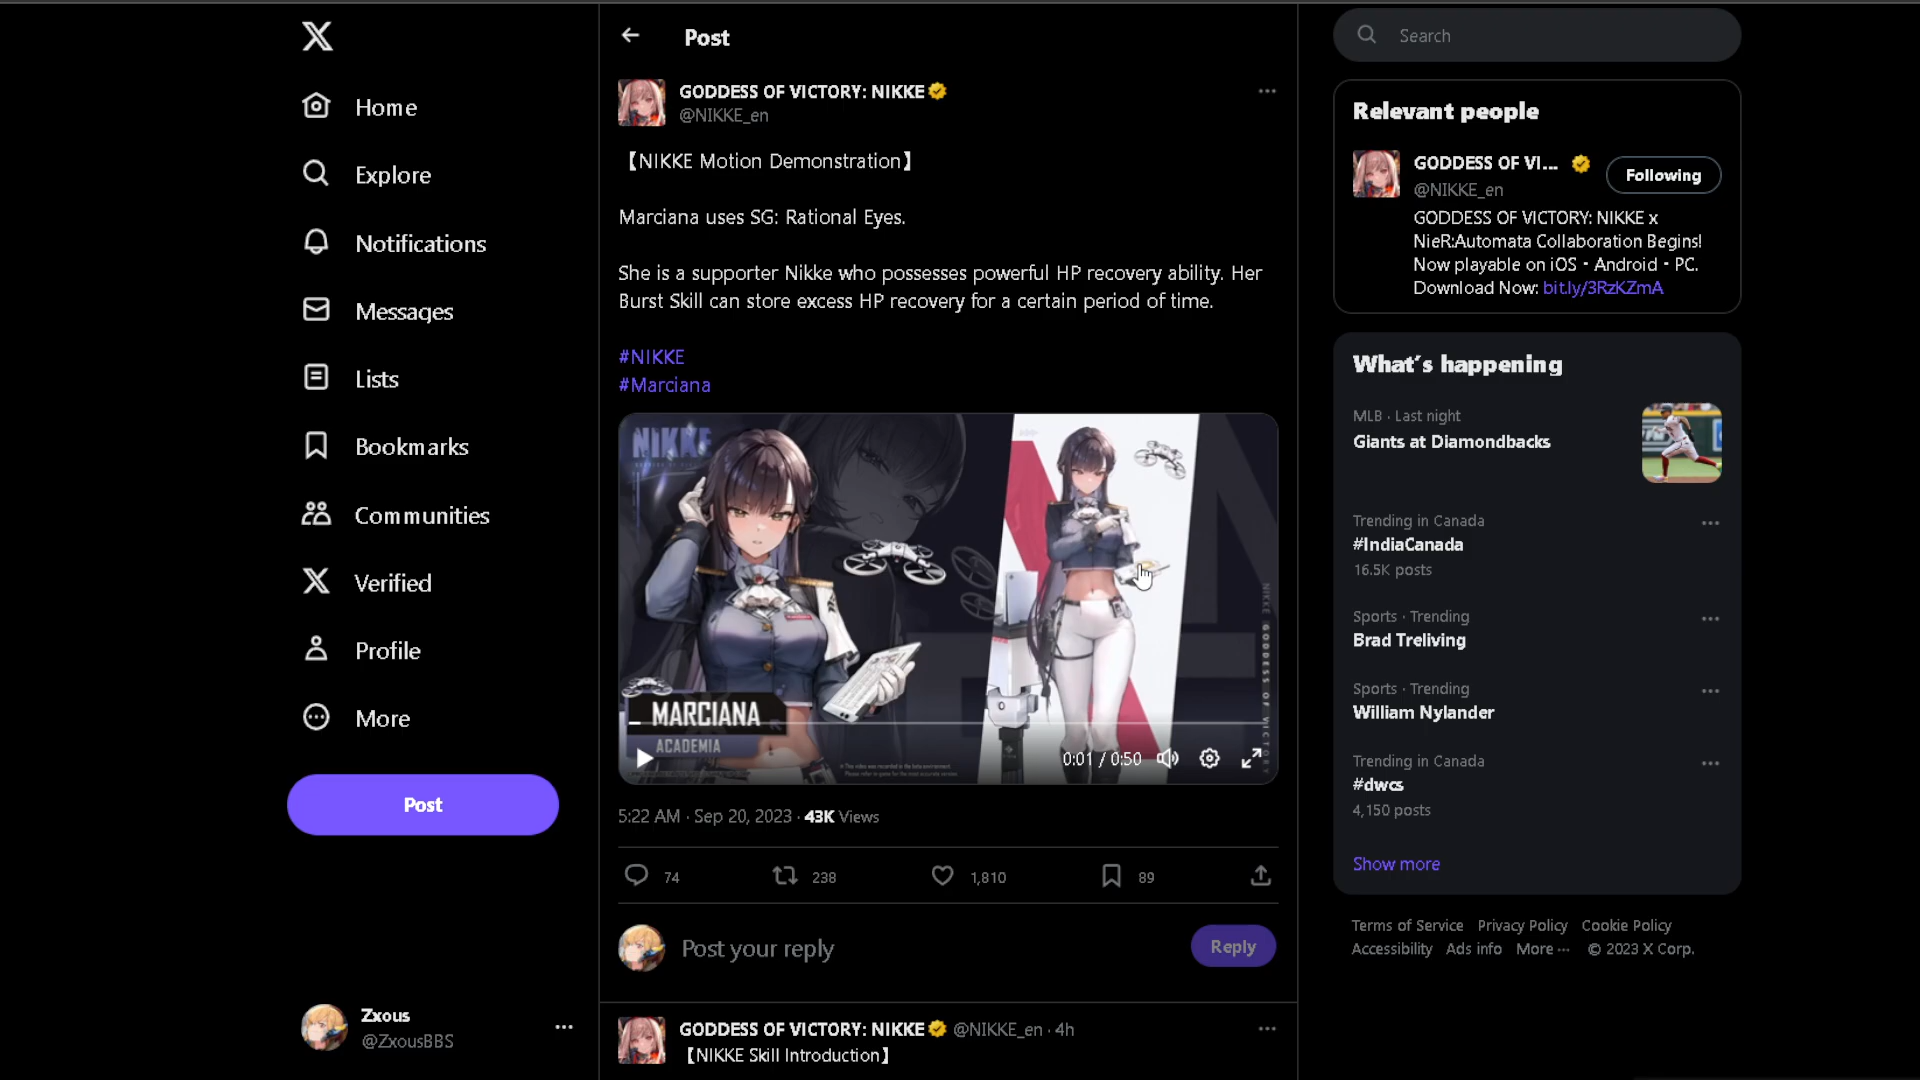 Home
Explore
Notifications
Messages
Lists
Bookmarks
Communities
Verified
Profile
More
Post
Zxous
@ZxousBBS
Post
GODDESS OF VICTORY: NIKKE
@NIKKE_en
【NIKKE Motion Demonstration】
Marciana uses SG: Rational Eyes.
She is a supporter Nikke who possesses powerful HP recovery ability. Her
Burst Skill can store excess HP recovery for a certain period of time.
#NIKKE
#Marciana
NIKKE
MARCIANA
ACADEMIA
NIKKE GODDESS OF VICTORY
0:01 / 0:50
5:22 AM · Sep 20, 2023 · 43K Views
74
238
1,810
89
Post your reply
Reply
GODDESS OF VICTORY: NIKKE @NIKKE_en · 4h
【NIKKE Skill Introduction】
Search
Relevant people
GODDESS OF VI...
@NIKKE_en
Following
GODDESS OF VICTORY: NIKKE x
NieR:Automata Collaboration Begins!
Now playable on iOS・Android・PC.
Download Now: bit.ly/3RzKZmA
What's happening
MLB · Last night
Giants at Diamondbacks
Trending in Canada
#IndiaCanada
16.5K posts
Sports · Trending
Brad Treliving
Sports · Trending
William Nylander
Trending in Canada
#dwcs
4,150 posts
Show more
Terms of Service Privacy Policy Cookie Policy
Accessibility Ads info More ··· © 2023 X Corp.